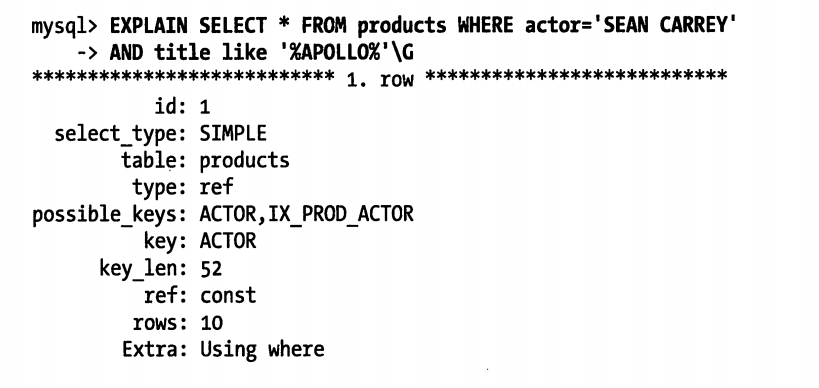 mysql> EXPLAIN SELECT * FROM products WHERE actor='SEAN CARREY'
-> AND title like '%APOLLO%'\G
*************************** 1. row ***************************
id: 1
select_type: SIMPLE
table: products
type: ref
possible_keys: ACTOR,IX_PROD_ACTOR
key: ACTOR
key_len: 52
ref: const
rows: 10
Extra: Using where